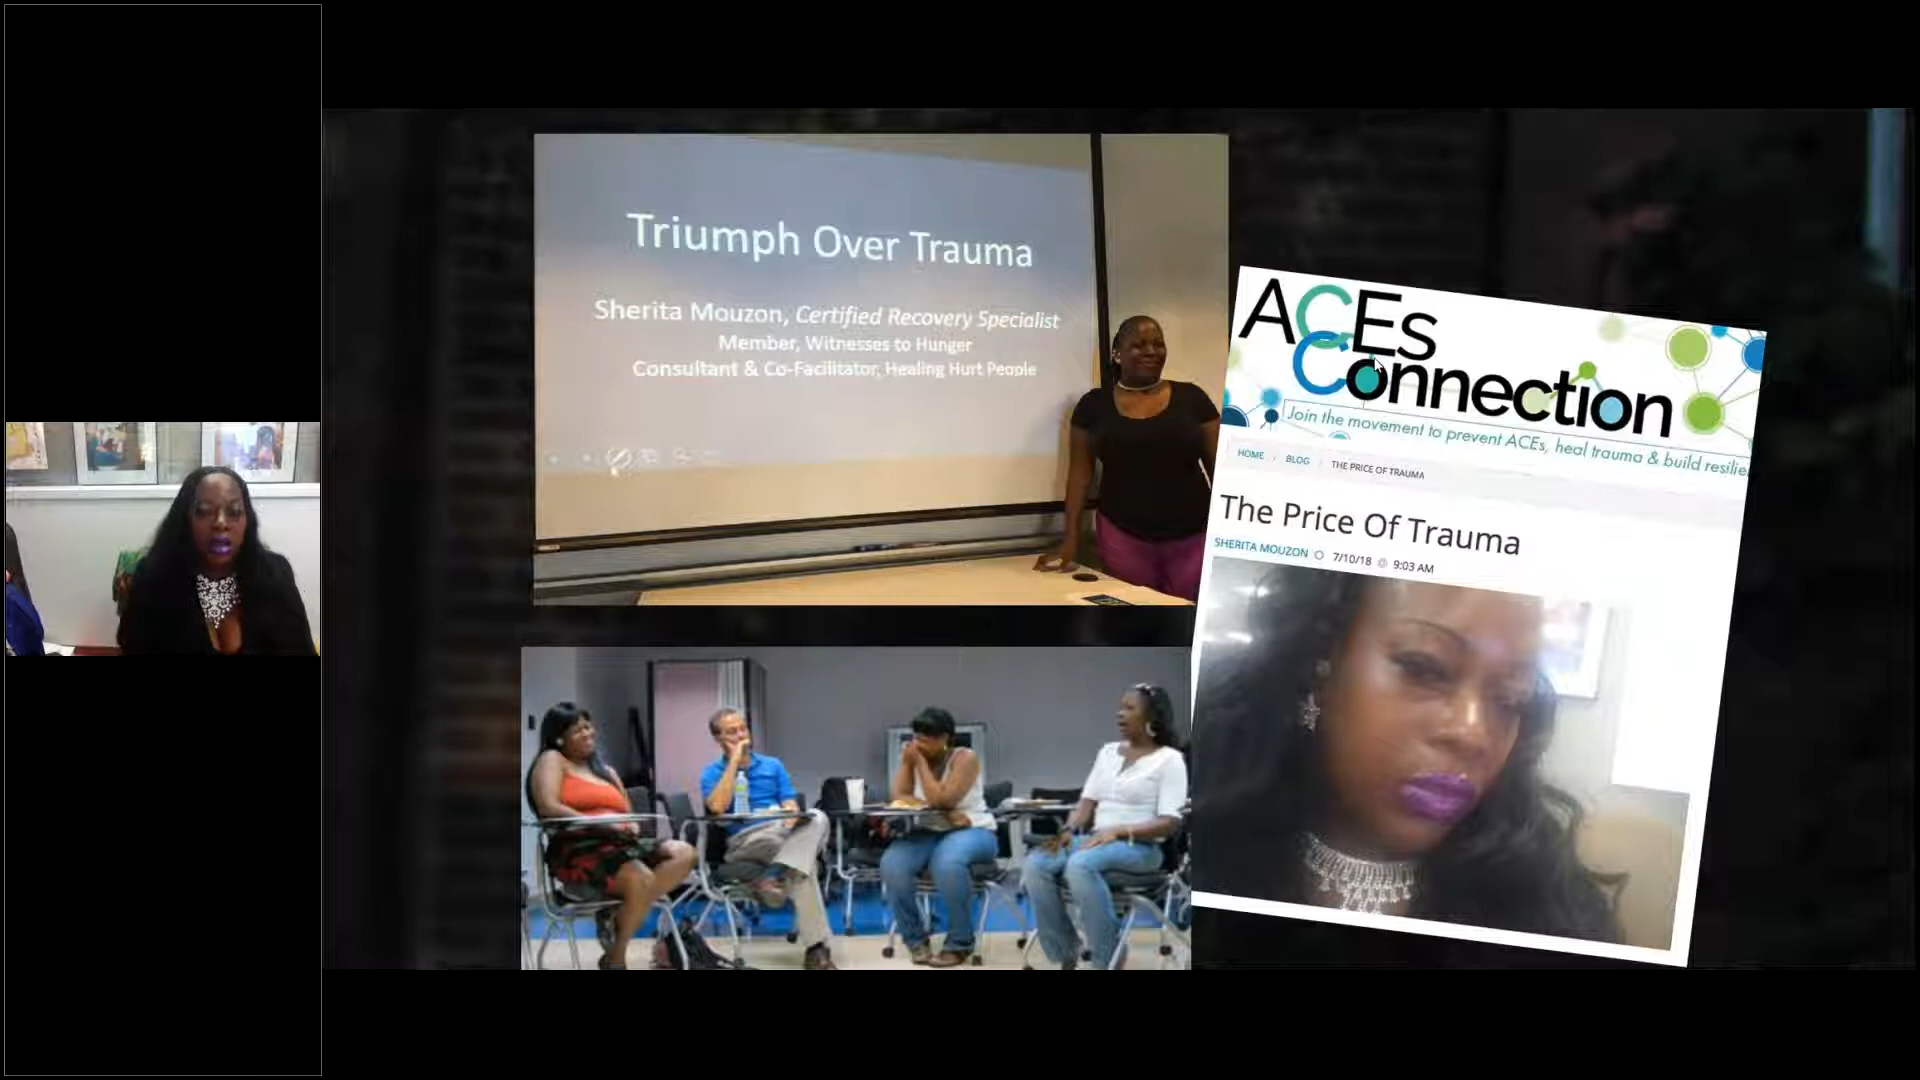 Triumph Over Trauma
Sherita Mouzon, Certified Recovery Specialist
Member, Witnesses to Hunger
Consultant & Co-Facilitator, Healing Hurt People
ACEs
Connection
Join the movement to prevent ACEs, heal trauma & build resilie
HOME / BLOG / THE PRICE OF TRAUMA
The Price Of Trauma
SHERITA MOUZON 7/10/18 @ 9:03 AM